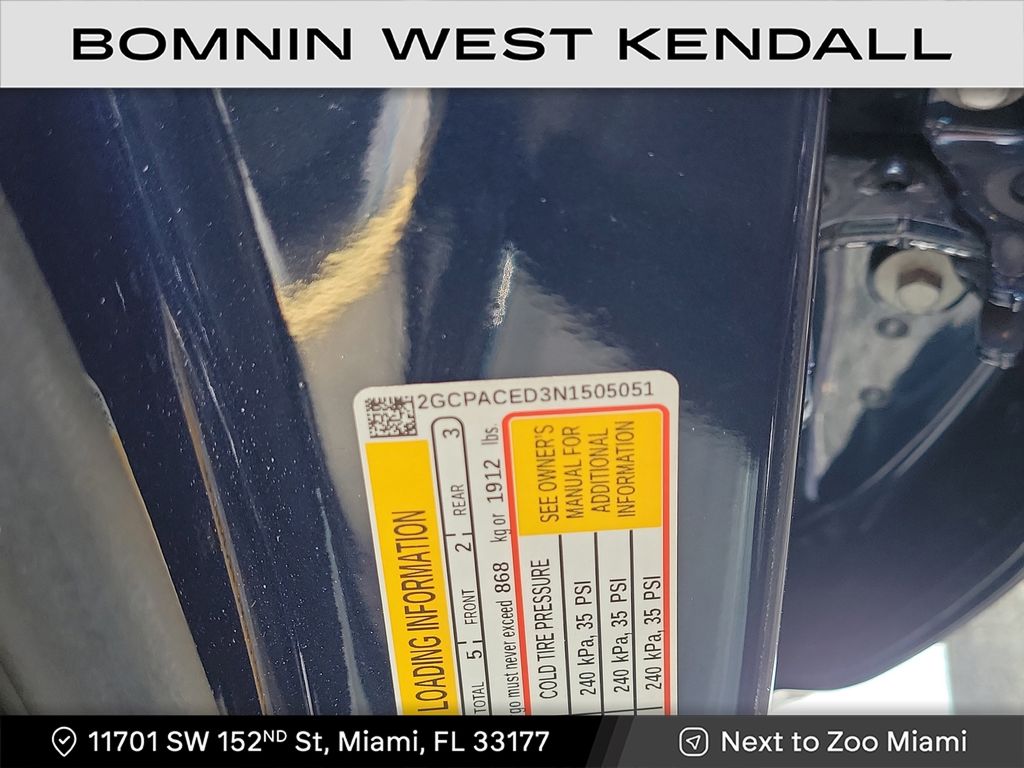 BOMNIN WEST KENDALL
2GCPACED3N1505051
LOADING INFORMATION
TOTAL 5 FRONT 2 REAR 3
go must never exceed 868 kg or 1912 lbs.
COLD TIRE PRESSURE
240 kPa, 35 PSI
240 kPa, 35 PSI
240 kPa, 35 PSI
SEE OWNER'S
MANUAL FOR
ADDITIONAL
INFORMATION
11701 SW 152ND St, Miami, FL 33177
Next to Zoo Miami